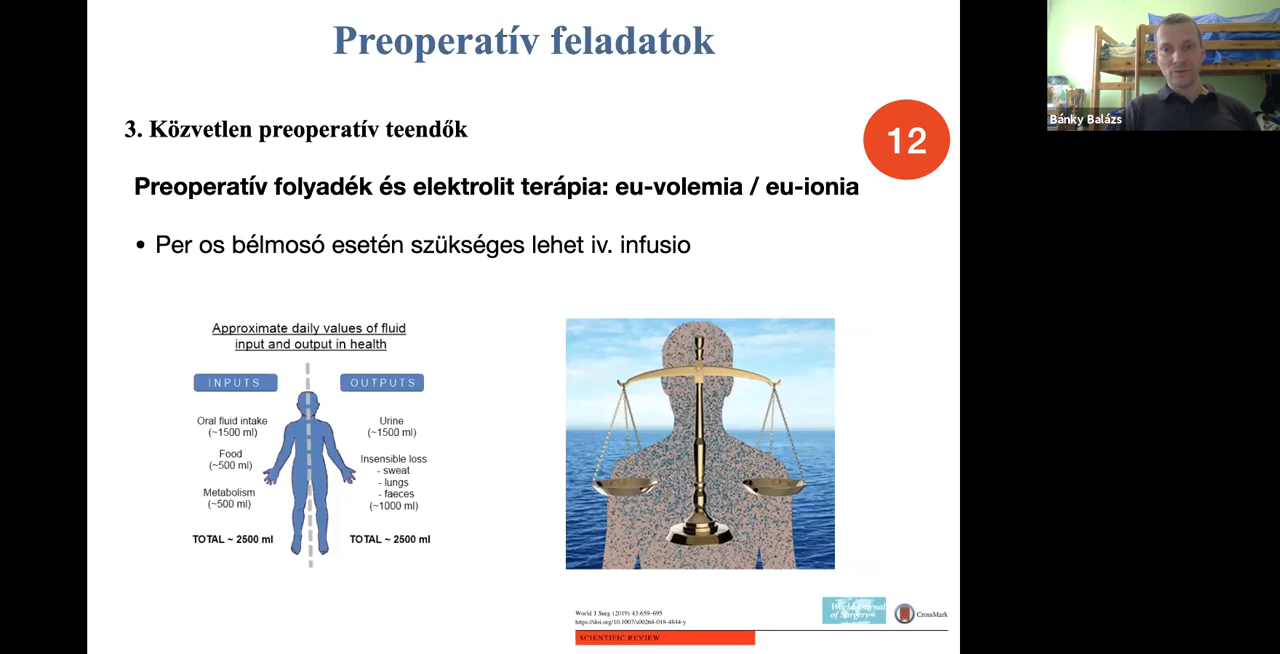 Preoperatív feladatok
3. Közvetlen preoperatív teendők
12
Preoperatív folyadék és elektrolit terápia: eu-volemia / eu-ionia
• Per os bélmosó esetén szükséges lehet iv. infusio
Approximate daily values of fluid
input and output in health
INPUTS
OUTPUTS
Oral fluid intake
(~1500 ml)
Food
(~500 ml)
Metabolism
(~500 ml)
TOTAL ~ 2500 ml
Urine
(~1500 ml)
Insensible loss
- sweat
- lungs
- faeces
(~1000 ml)
TOTAL ~ 2500 ml
World J Surg (2019) 43:659–695
https://doi.org/10.1007/s00268-018-4844-y
World Journal
of Surgery
CrossMark
SCIENTIFIC REVIEW
Bánky Balázs